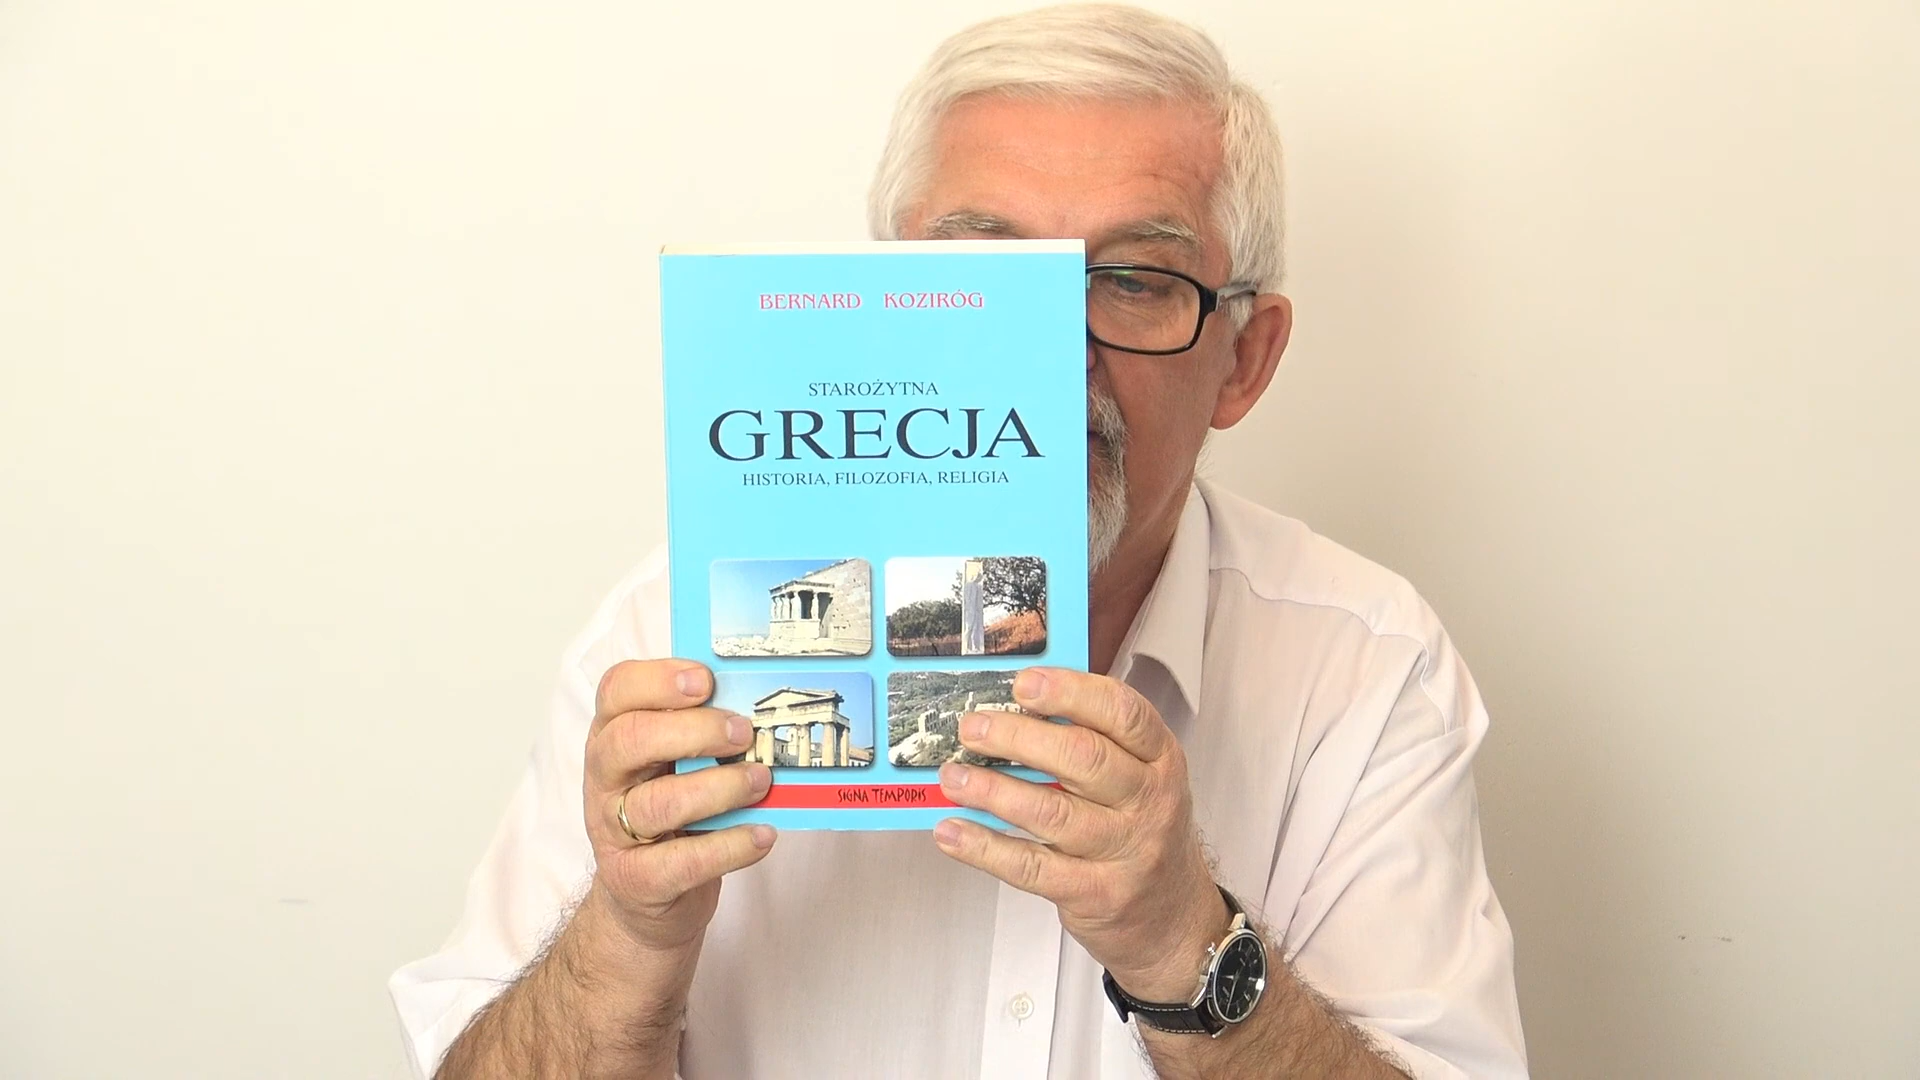 BERNARD KOZIRÓG
STAROŻYTNA
GRECJA
HISTORIA, FILOZOFIA, RELIGIA
SIGNA TEMPORIS